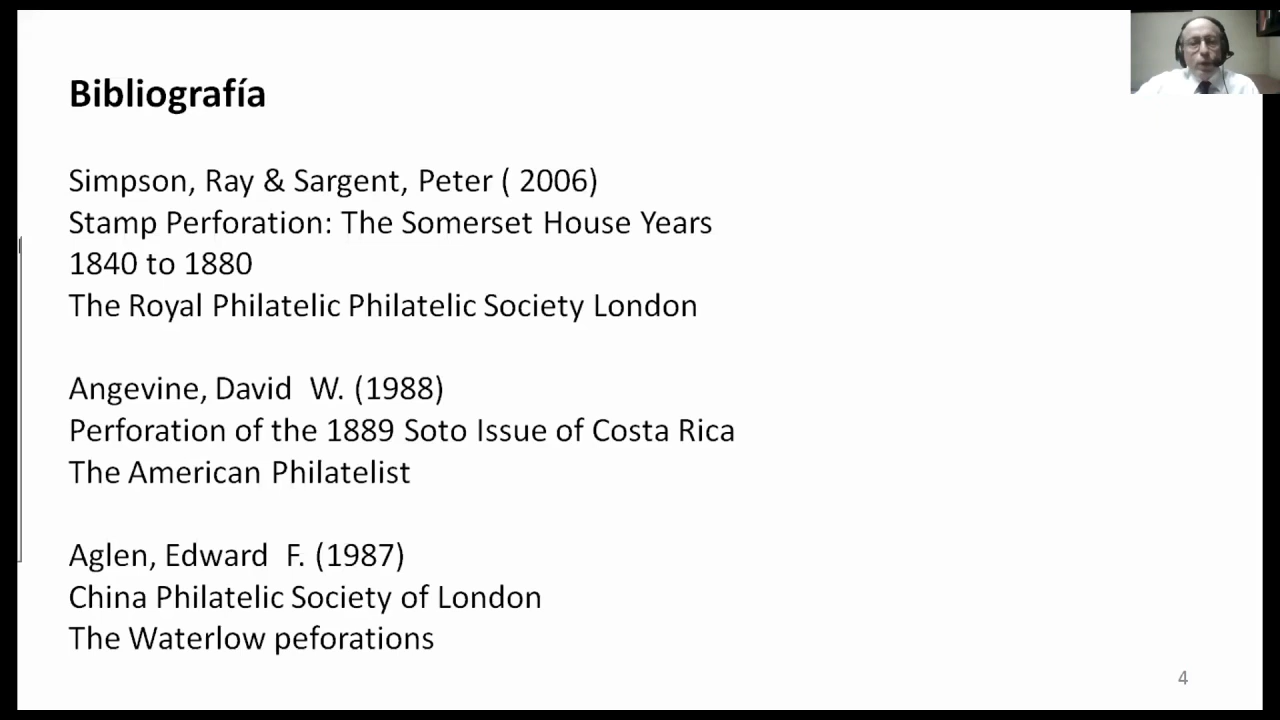 Bibliografía
Simpson, Ray & Sargent, Peter ( 2006)
Stamp Perforation: The Somerset House Years
1840 to 1880
The Royal Philatelic Philatelic Society London
Angevine, David  W. (1988)
Perforation of the 1889 Soto Issue of Costa Rica
The American Philatelist
Aglen, Edward  F. (1987)
China Philatelic Society of London
The Waterlow peforations
4